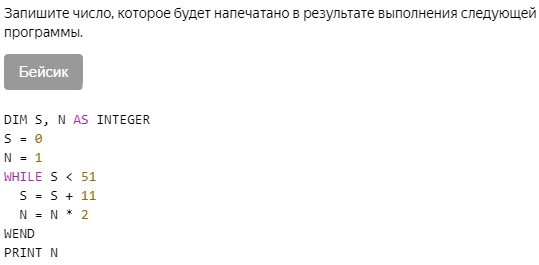 Запишите число, которое будет напечатано в результате выполнения следующей
программы.
Бейсик
DIM S, N AS INTEGER
S = 0
N = 1
WHILE S < 51
  S = S + 11
  N = N * 2
WEND
PRINT N